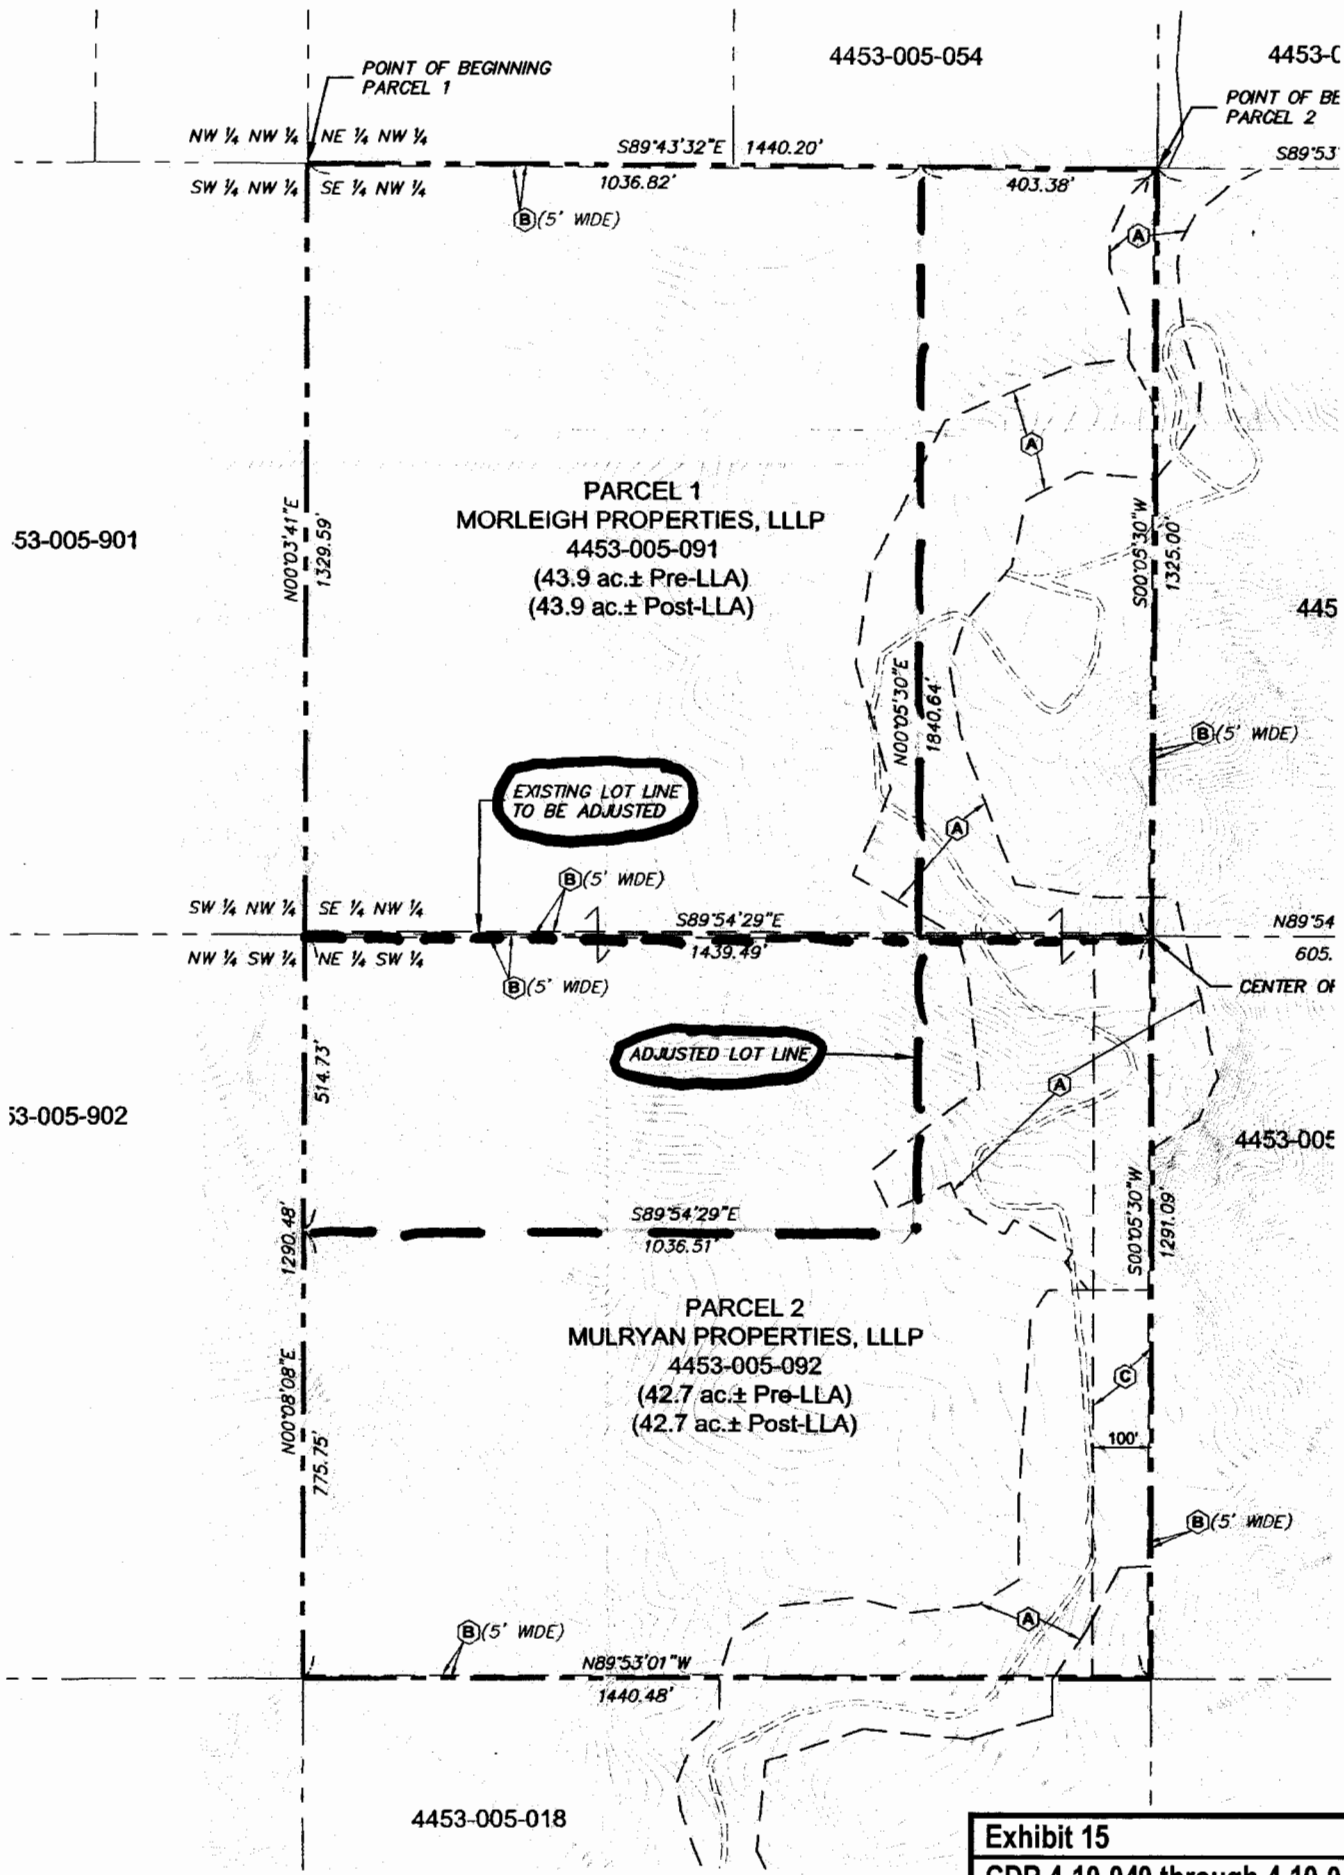 4453-005-054
POINT OF BEGINNING
PARCEL 1
POINT OF BE
PARCEL 2
NW ¼ NW ¼
NE ¼ NW ¼
S89°43'32"E
1440.20'
S89°53'
SW ¼ NW ¼
SE ¼ NW ¼
1036.82'
403.38'
B (5' WIDE)
A
A
PARCEL 1
MORLEIGH PROPERTIES, LLLP
4453-005-091
(43.9 ac.± Pre-LLA)
(43.9 ac.± Post-LLA)
53-005-901
N00°03'41"E
1329.59'
S00°05'30"W
1325.00'
445
N00°05'30"E
1840.64'
B (5' WIDE)
EXISTING LOT LINE
TO BE ADJUSTED
A
B (5' WIDE)
SW ¼ NW ¼
SE ¼ NW ¼
S89°54'29"E
N89°54
NW ¼ SW ¼
NE ¼ SW ¼
1439.49'
605.
B (5' WIDE)
CENTER OF
ADJUSTED LOT LINE
514.73'
A
53-005-902
4453-005
S89°54'29"E
1036.51'
1290.48'
S00°05'30"W
1291.09'
PARCEL 2
MULRYAN PROPERTIES, LLLP
4453-005-092
(42.7 ac.± Pre-LLA)
(42.7 ac.± Post-LLA)
C
N00°08'08"E
775.75'
100'
B (5' WIDE)
A
B (5' WIDE)
N89°53'01"W
1440.48'
4453-005-018
Exhibit 15